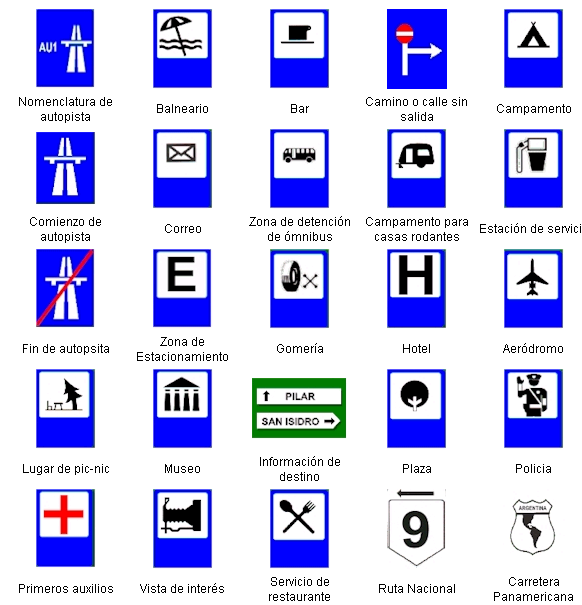 AU1
Nomenclatura de
autopista
Balneario
Bar
Camino o calle sin
salida
Campamento
Comienzo de
autopista
Correo
Zona de detención
de ómnibus
Campamento para
casas rodantes
Estación de servici
E
H
Fin de autopsita
Zona de
Estacionamiento
Gomería
Hotel
Aeródromo
PILAR
SAN ISIDRO
Lugar de pic-nic
Museo
Información de
destino
Plaza
Policia
9
ARGENTINA
Primeros auxilios
Vista de interés
Servicio de
restaurante
Ruta Nacional
Carretera
Panamericana